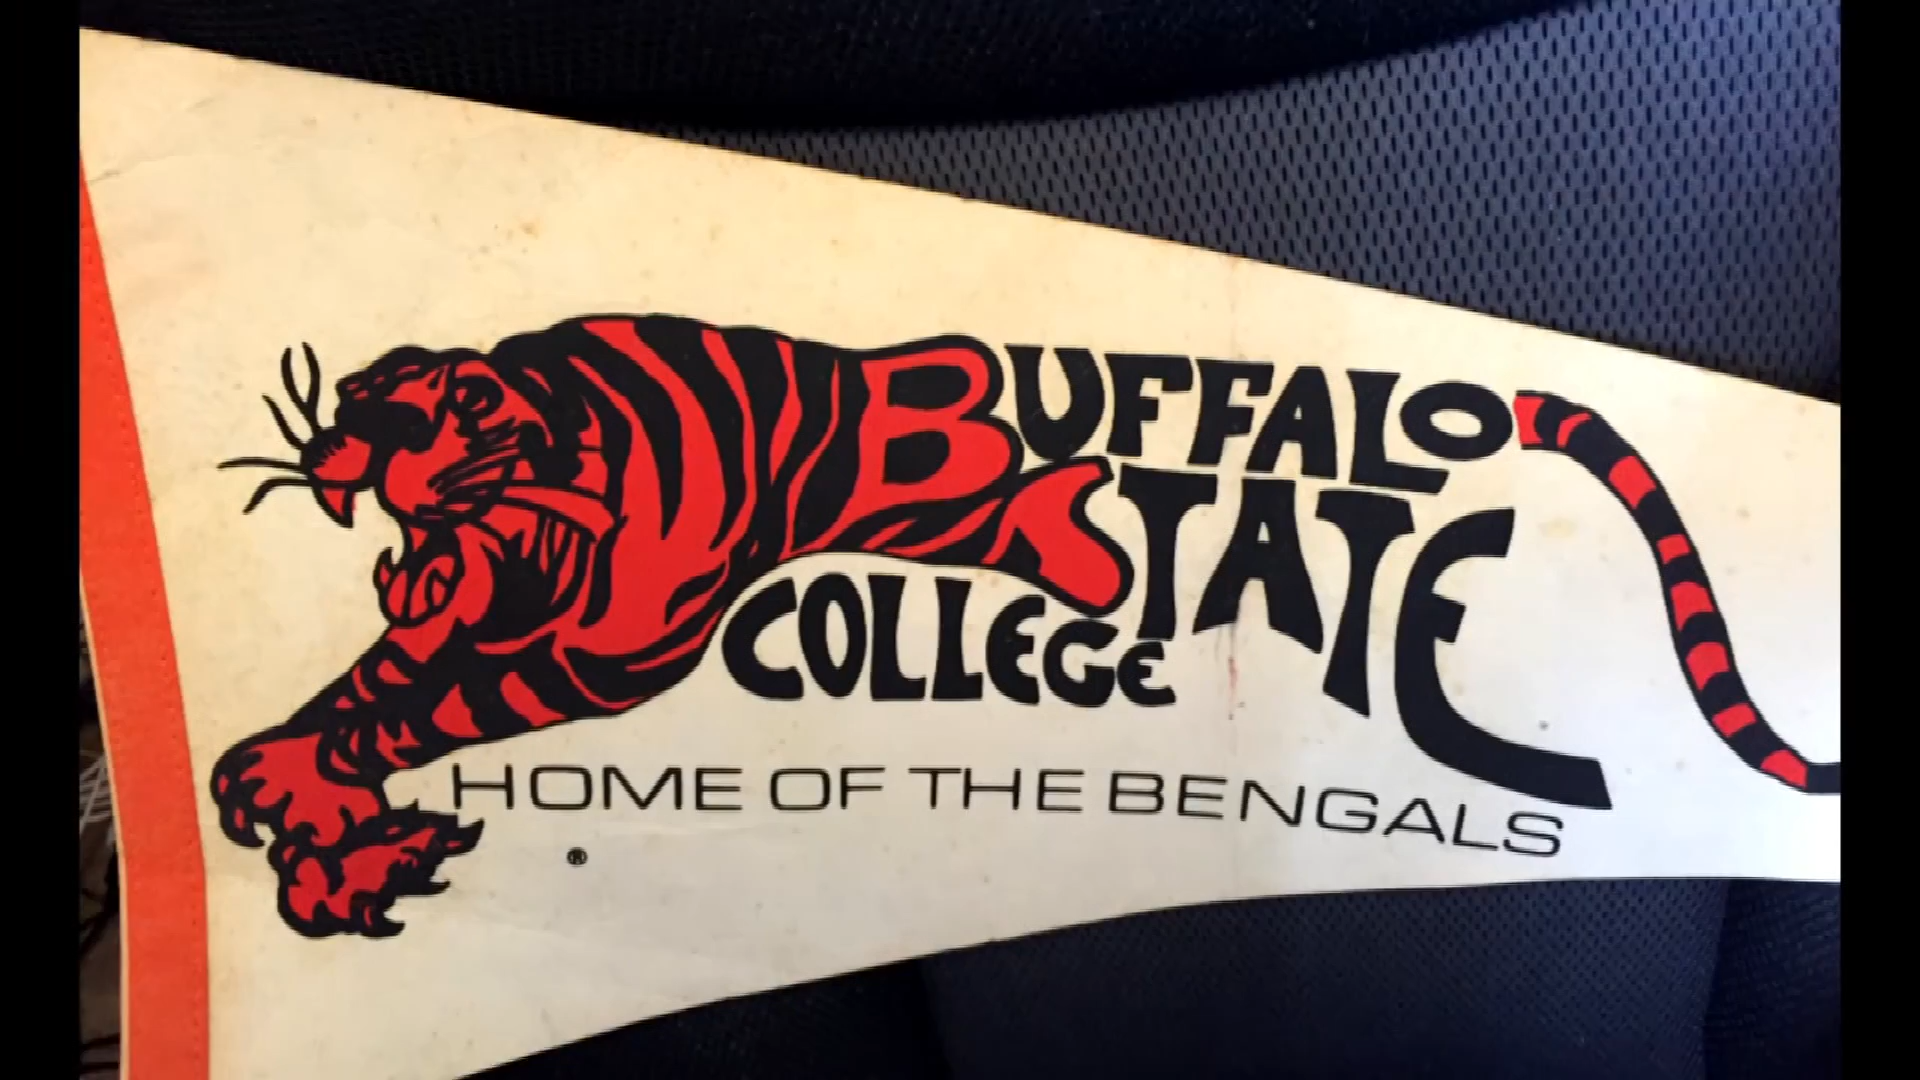 BUFFALO
STATE
COLLEGE
HOME OF THE BENGALS
®